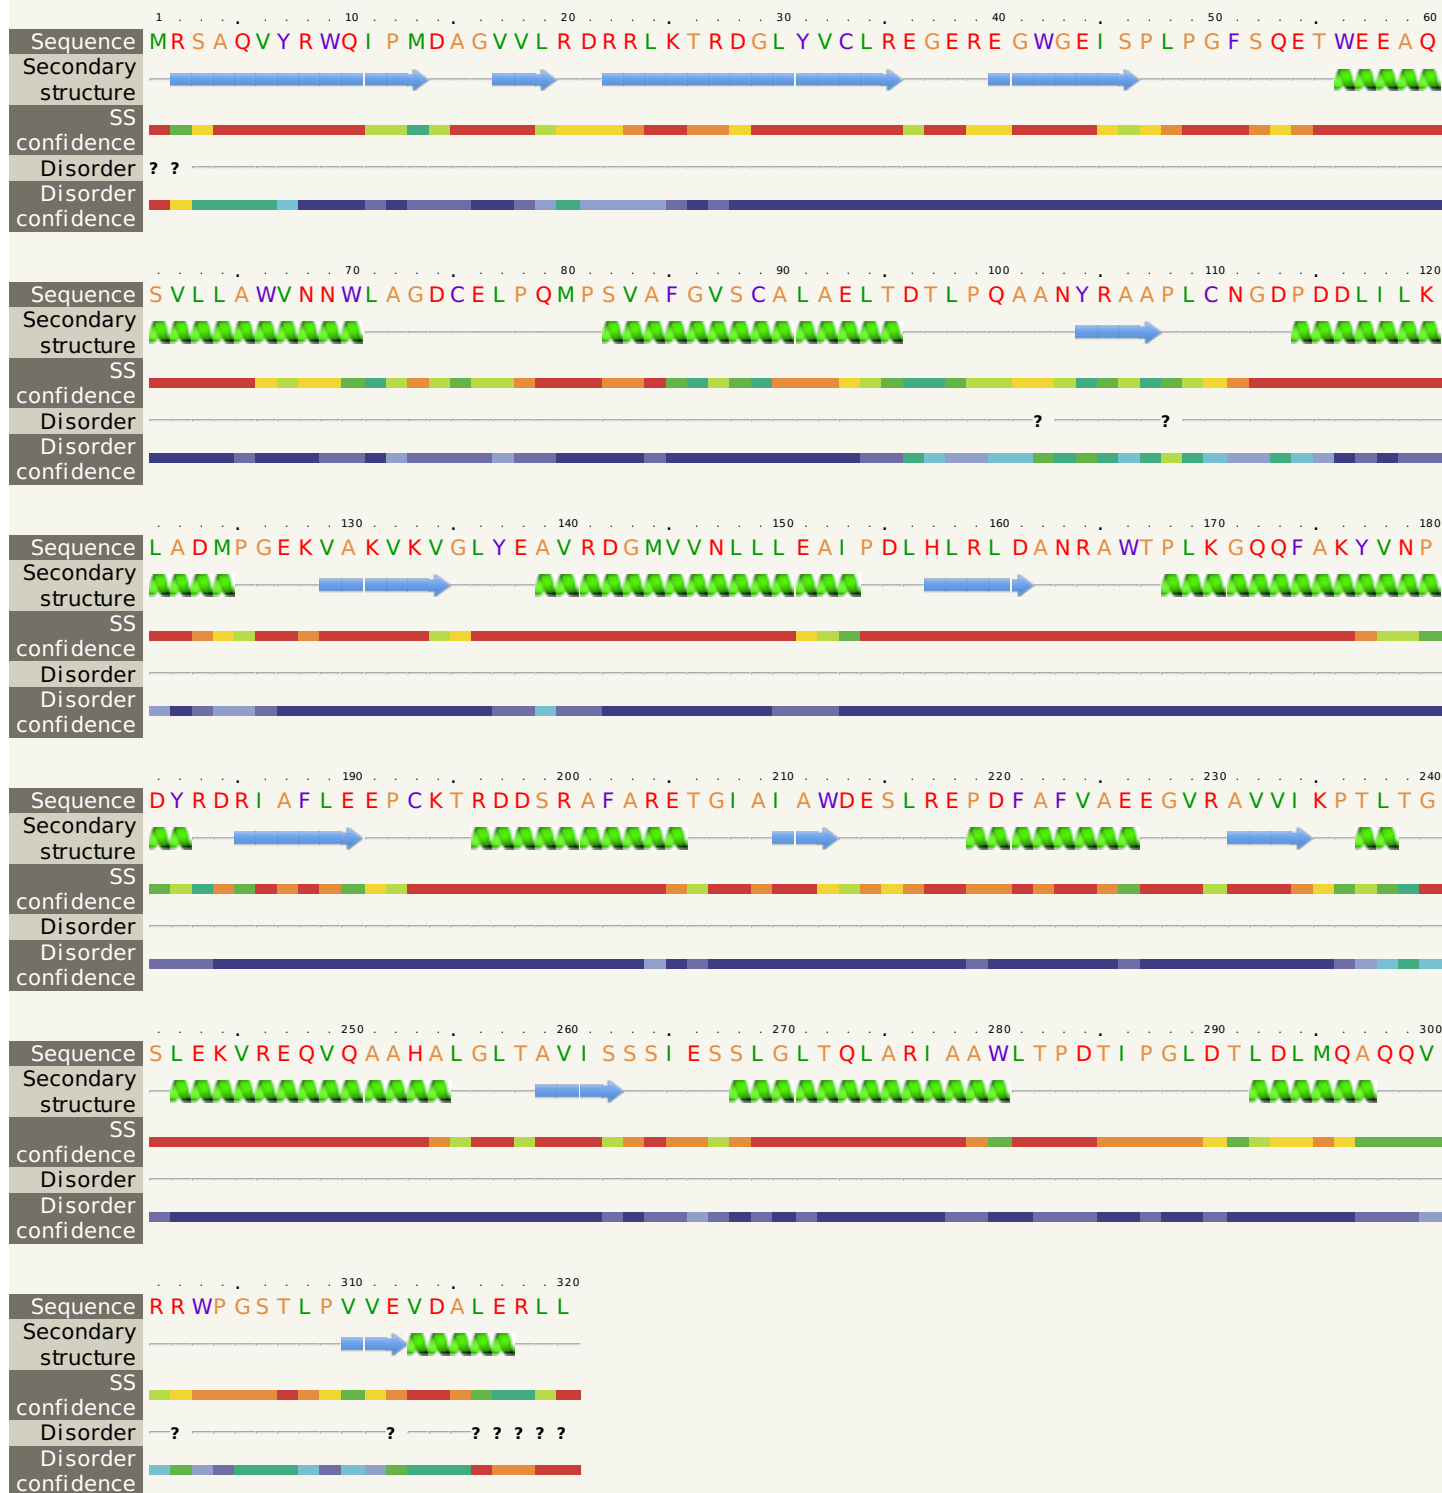 1 10 20 30 40 50 60
Sequence MRSAQVYRWQIPMDAGVVLRDRRLKTRDGLYVCLREGEREGWGEISPLPGFSQETWEEAQ
Secondary
structure
SS
confidence
Disorder ? ?
Disorder
confidence
70 80 90 100 110 120
Sequence SVLLAWVNNWLAGDCELPQMPSVAFGVSCALAELTDTLPQAANYRAAPLCNGDPDDLILK
Secondary
structure
SS
confidence
Disorder ? ?
Disorder
confidence
130 140 150 160 170 180
Sequence LADMPGEKVAKVKVGLYEAVRDGMVVNLLLEAIPDLHLRLDANRAWTPLKGQQFAKYVNP
Secondary
structure
SS
confidence
Disorder
Disorder
confidence
190 200 210 220 230 240
Sequence DYRDRIAFLEEPCKTRDDSRAFARETGIAIAWDESLREPDFAFVAEEGVRAVVIKPTLTG
Secondary
structure
SS
confidence
Disorder
Disorder
confidence
250 260 270 280 290 300
Sequence SLEKVREQVQAAHALGLTAVISSSIESSLGLTQLARIAAWLTPDTIPGLDTLDLMQAQQV
Secondary
structure
SS
confidence
Disorder
Disorder
confidence
310 320
Sequence RRWPGSTLPVVEVDALERLL
Secondary
structure
SS
confidence
Disorder ? ? ? ? ? ? ?
Disorder
confidence